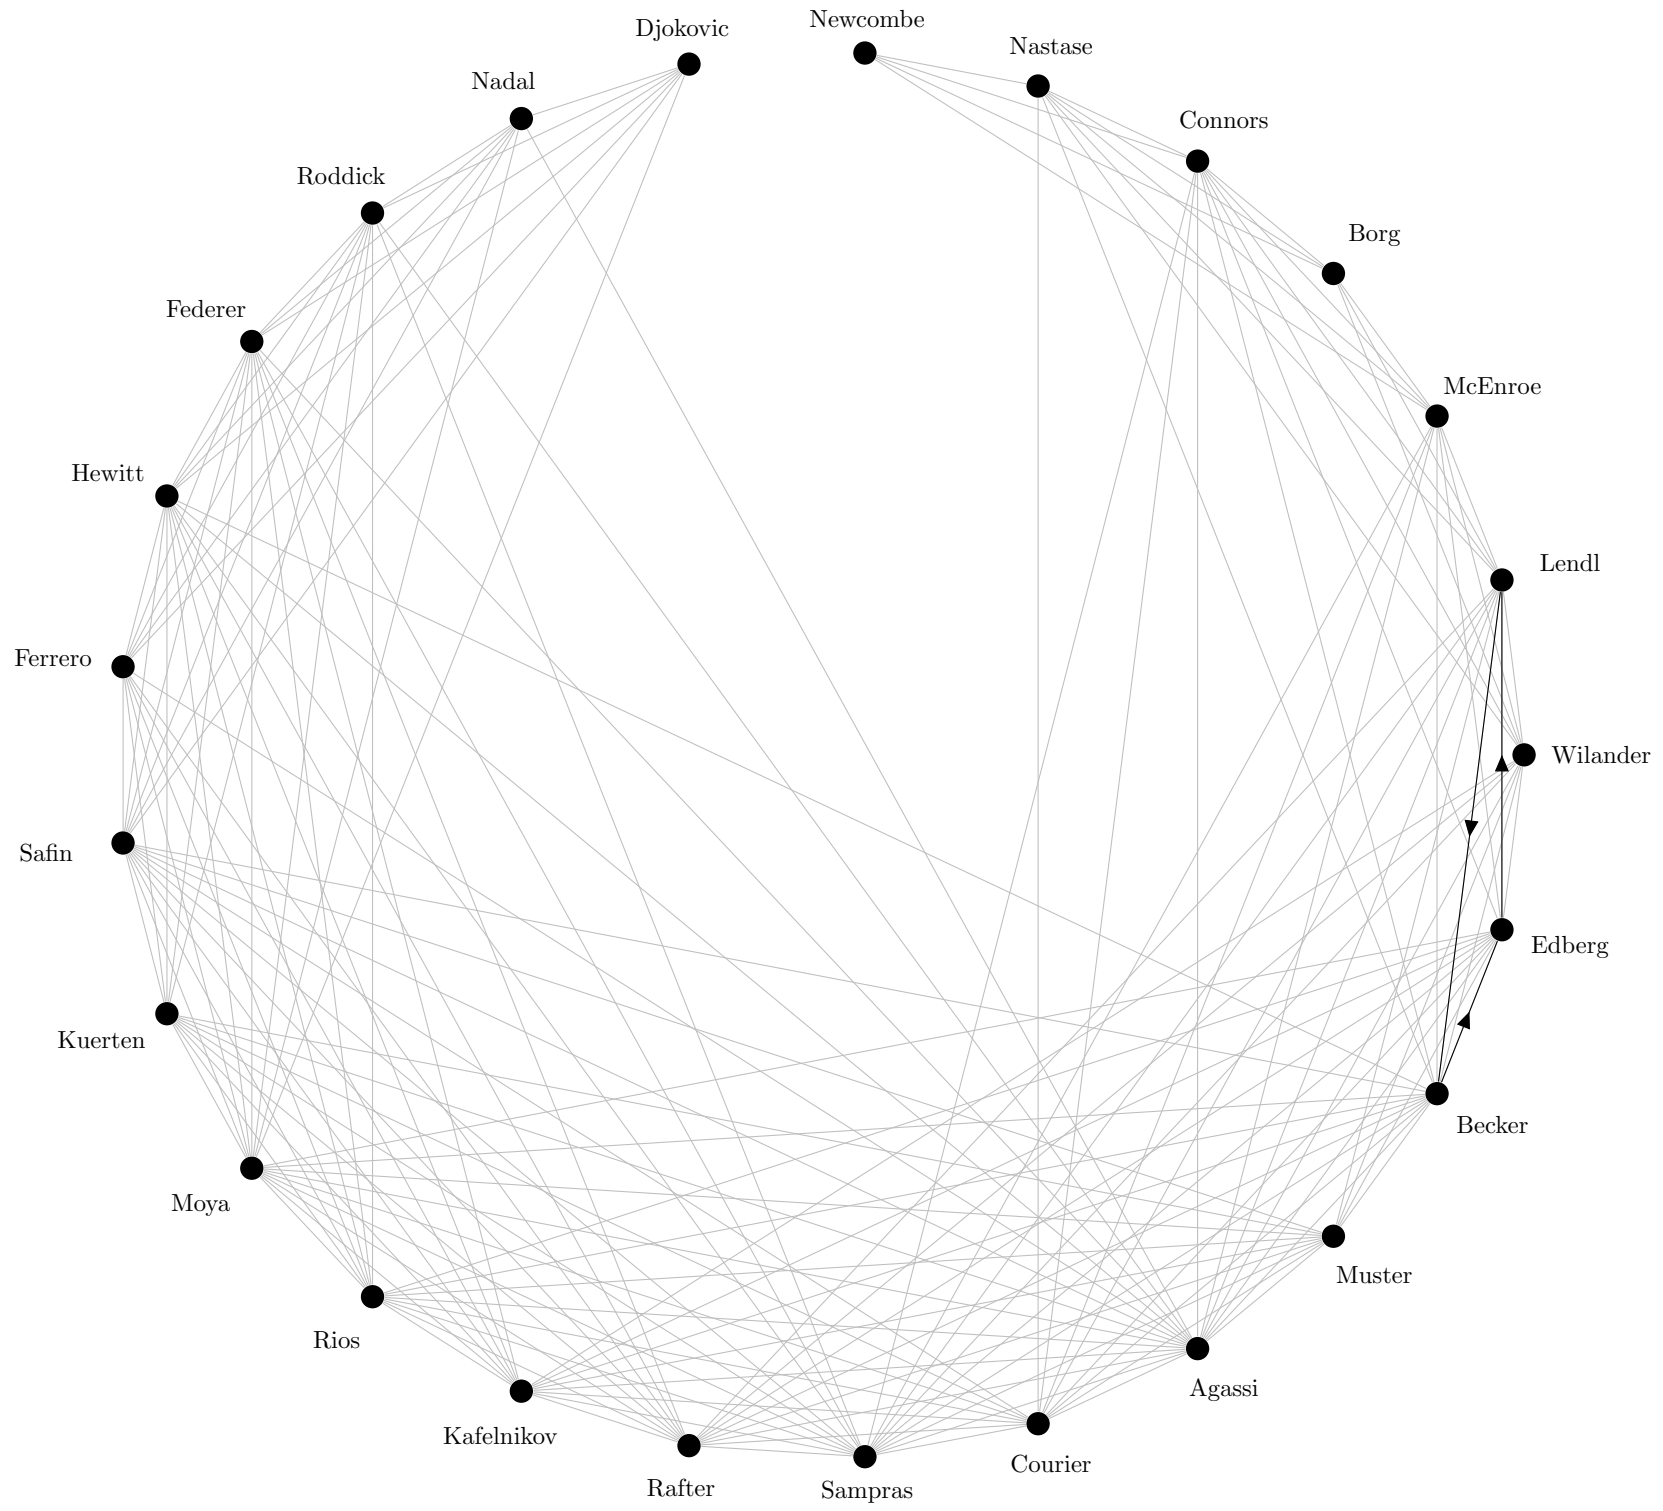 Newcombe
Djokovic
Nastase
Nadal
Connors
Roddick
Borg
Federer
McEnroe
Hewitt
Lendl
Ferrero
Wilander
Safin
Edberg
Kuerten
Becker
Moya
Muster
Rios
Agassi
Kafelnikov
Courier
Rafter
Sampras